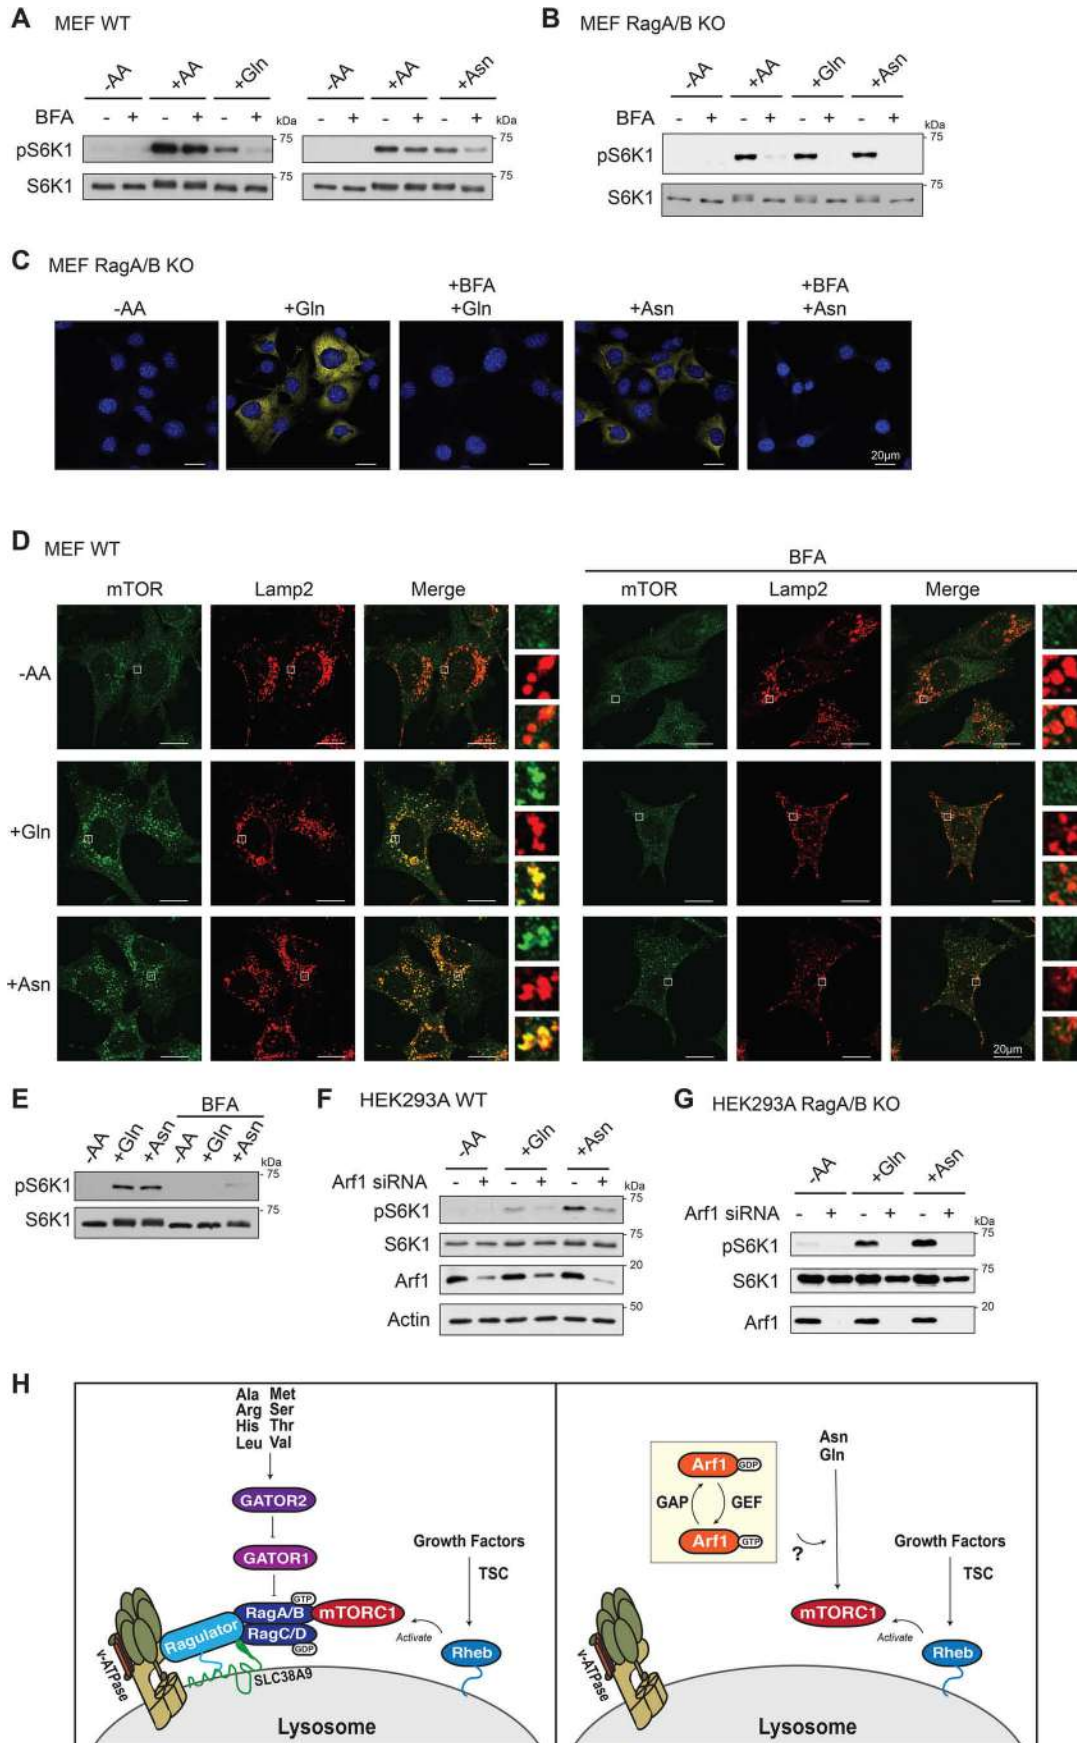 A MEF WT
-AA +AA +Gln -AA +AA +Asn
BFA - + - + - + kDa - + - + - + kDa
pS6K1 75 75
S6K1 75 75
B MEF RagA/B KO
-AA +AA +Gln +Asn
BFA - + - + - + - + kDa
pS6K1 75
S6K1 75
C MEF RagA/B KO
-AA +Gln +BFA +Gln +Asn +BFA +Asn
20µm
D MEF WT
BFA
mTOR Lamp2 Merge mTOR Lamp2 Merge
-AA
+Gln
+Asn
20µm
E
BFA
-AA +Gln +Asn -AA +Gln +Asn
kDa
pS6K1 75
S6K1 75
F HEK293A WT
-AA +Gln +Asn
kDa
Arf1 siRNA - + - + - +
pS6K1 75
S6K1 75
Arf1 20
Actin 50
G HEK293A RagA/B KO
-AA +Gln +Asn
Arf1 siRNA - + - + - + kDa
pS6K1 75
S6K1 75
Arf1 20
H
Ala Met
Arg Ser
His Thr
Leu Val
GATOR2
GATOR1
Growth Factors
TSC
GTP
RagA/B mTORC1
RagC/D
GDP
Ragulator
Activate
Rheb
SLC38A9
v-ATPase
Lysosome
Asn
Gln
Arf1 GDP
GAP GEF
Arf1 GTP
?
Growth Factors
TSC
mTORC1
Activate
Rheb
v-ATPase
Lysosome